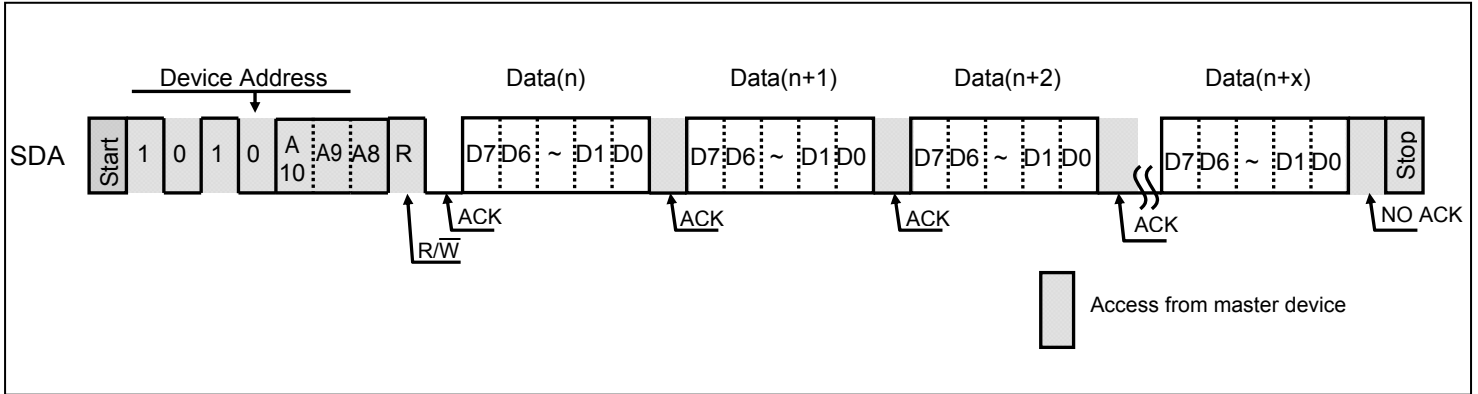 Device Address Data(n) Data(n+1) Data(n+2) Data(n+x)
SDA Start 1 0 1 0 A10 A9 A8 R D7 D6 ~ D1 D0 D7 D6 ~ D1 D0 D7 D6 ~ D1 D0 D7 D6 ~ D1 D0 Stop
ACK ACK ACK ACK NO ACK
R/W̅
Access from master device